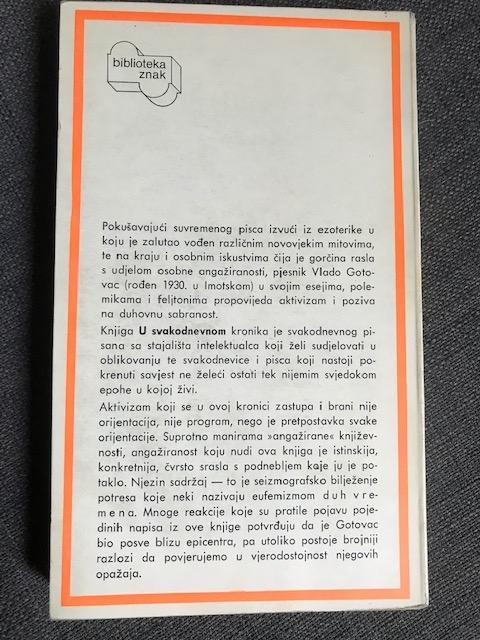 biblioteka
znak
Pokušavajući suvremenog pisca izvući iz ezoterike u
koju je zalutao vođen različnim novovjekim mitovima,
te na kraju i osobnim iskustvima čija je gorčina rasla
s udjelom osobne angažiranosti, pjesnik Vlado Goto-
vac (rođen 1930. u Imotskom) u svojim esejima, pole-
mikama i feljtonima propovijeda aktivizam i poziva
na duhovnu sabranost.
Knjiga U svakodnevnom kronika je svakodnevnog pi-
sana sa stajališta intelektualca koji želi sudjelovati u
oblikovanju te svakodnevice i pisca koji nastoji po-
krenuti savjest ne želeći ostati tek nijemim svjedokom
epohe u kojoj živi.
Aktivizam koji se u ovoj kronici zastupa i brani nije
orijentacija, nije program, nego je pretpostavka svake
orijentacije. Suprotno manirama »angažirane« književ-
nosti, angažiranost koju nudi ova knjiga je istinskija,
konkretnija, čvrsto srasla s podnebljem koje ju je po-
taklo. Njezin sadržaj — to je seizmografsko bilježenje
potresa koje neki nazivaju eufemizmom duh vre-
mena. Mnoge reakcije koje su pratile pojavu poje-
dinih napisa iz ove knjige potvrđuju da je Gotovac
bio posve blizu epicentra, pa utoliko postoje brojniji
razlozi da povjerujemo u vjerodostojnost njegovih
opažaja.